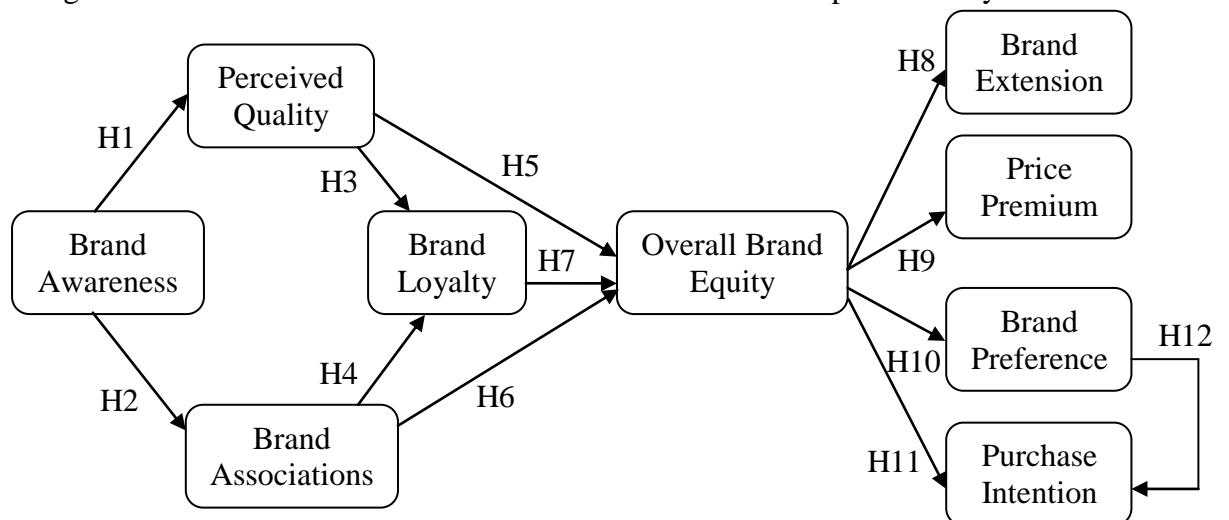 H8
Brand
Extension
Perceived
Quality
H1
H5
H3
Price
Premium
Brand
Awareness
Brand
Loyalty
H7
Overall Brand
Equity
H9
Brand
Preference
H12
H10
H4
H6
H2
Brand
Associations
H11
Purchase
Intention